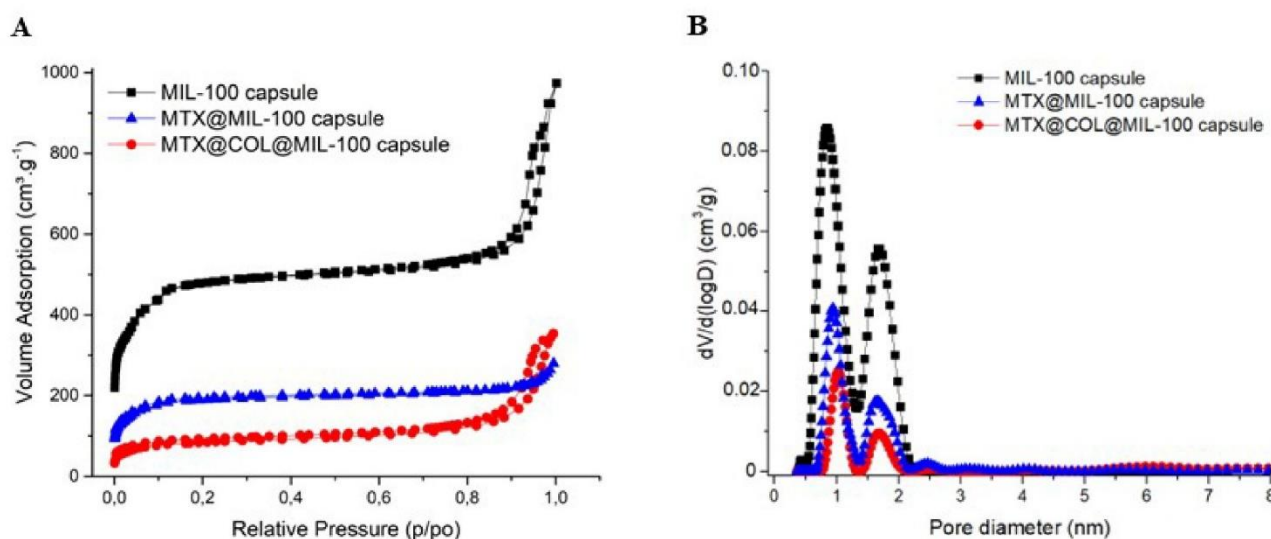 A
1000
800
600
400
200
0
Volume Adsorption (cm³.g⁻¹)
MIL-100 capsule
MTX@MIL-100 capsule
MTX@COL@MIL-100 capsule
0,0 0,2 0,4 0,6 0,8 1,0
Relative Pressure (p/po)
B
0.10
0.08
0.06
0.04
0.02
0
dV/d(logD) (cm³/g)
MIL-100 capsule
MTX@MIL-100 capsule
MTX@COL@MIL-100 capsule
0 1 2 3 4 5 6 7 8
Pore diameter (nm)